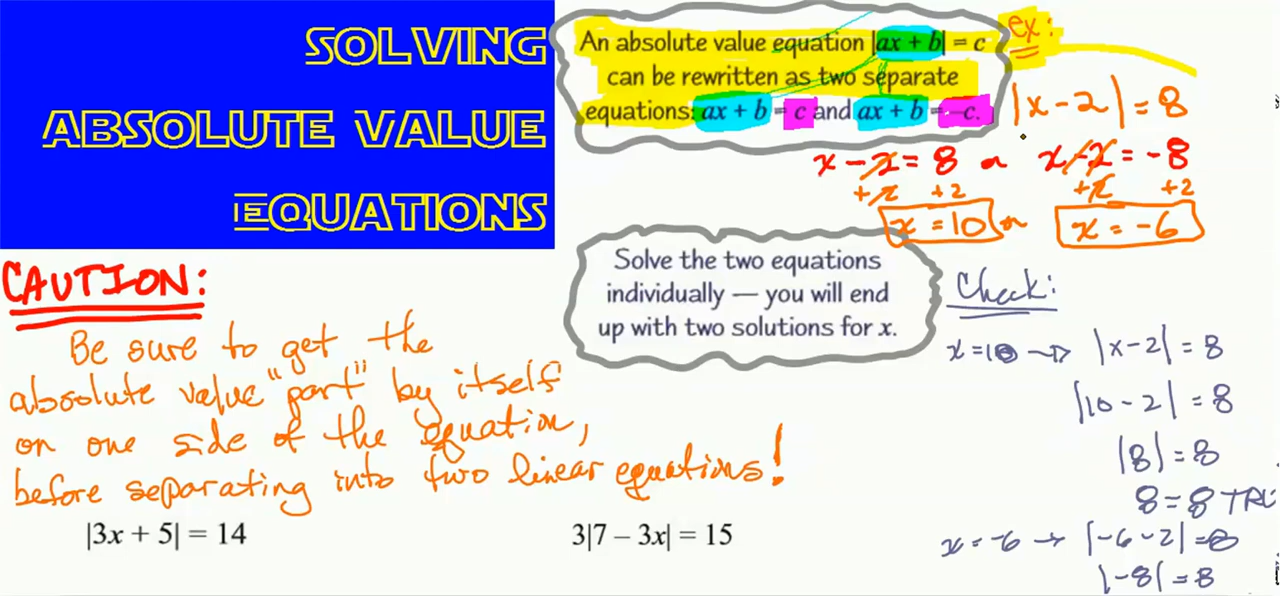 SOLVING
ABSOLUTE VALUE
EQUATIONS
An absolute value equation |ax + b| = c
can be rewritten as two separate
equations: ax + b = c and ax + b = −c.
ex:
|x − 2| = 8
x − 2 = 8 or x − 2 = −8
+2 +2 +2 +2
x = 10 or x = −6
Solve the two equations
individually — you will end
up with two solutions for x.
CAUTION:
Be sure to get the
absolute value "part" by itself
on one side of the equation,
before separating into two linear equations!
|3x + 5| = 14
3|7 − 3x| = 15
Check:
x = 10 → |x − 2| = 8
|10 − 2| = 8
|8| = 8
8 = 8 TRU
x = −6 → |−6 − 2| = 8
|−8| = 8